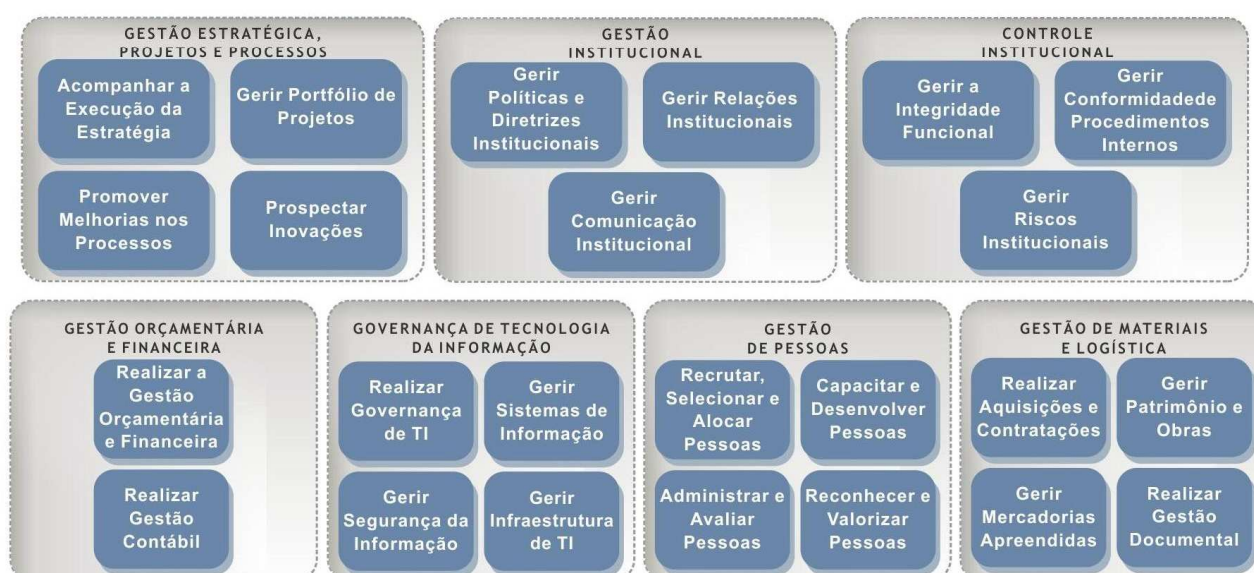 GESTÃO ESTRATÉGICA,
PROJETOS E PROCESSOS
Acompanhar a
Execução da
Estratégia
Gerir Portfólio de
Projetos
Promover
Melhorias nos
Processos
Prospectar
Inovações
GESTÃO
INSTITUCIONAL
Gerir
Políticas e
Diretrizes
Institucionais
Gerir Relações
Institucionais
Gerir
Comunicação
Institucional
CONTROLE
INSTITUCIONAL
Gerir a
Integridade
Funcional
Gerir
Conformidadede
Procedimentos
Internos
Gerir
Riscos
Institucionais
GESTÃO ORÇAMENTÁRIA
E FINANCEIRA
Realizar a
Gestão
Orçamentária
e Financeira
Realizar
Gestão
Contábil
GOVERNANÇA DE TECNOLOGIA
DA INFORMAÇÃO
Realizar
Governança
de TI
Gerir
Sistemas de
Informação
Gerir
Segurança da
Informação
Gerir
Infraestrutura
de TI
GESTÃO
DE PESSOAS
Recrutar,
Selecionar e
Alocar
Pessoas
Capacitar e
Desenvolver
Pessoas
Administrar e
Avaliar
Pessoas
Reconhecer e
Valorizar
Pessoas
GESTÃO DE MATERIAIS
E LOGÍSTICA
Realizar
Aquisições e
Contratações
Gerir
Patrimônio e
Obras
Gerir
Mercadorias
Apreendidas
Realizar
Gestão
Documental